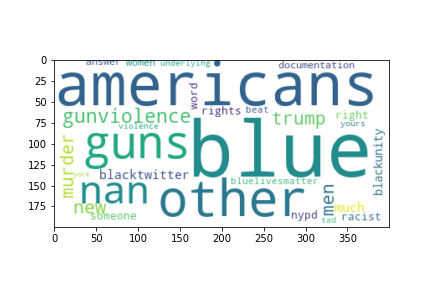 0
25
50
75
100
125
150
175
0 50 100 150 200 250 300 350
answer women underlying documentation
americans
word
gunviolence rights beat trump right
violence yours
guns blue
murder blacktwitter bluelivesmatter blackunity
york
nan other men
new nypd much
someone tad racist